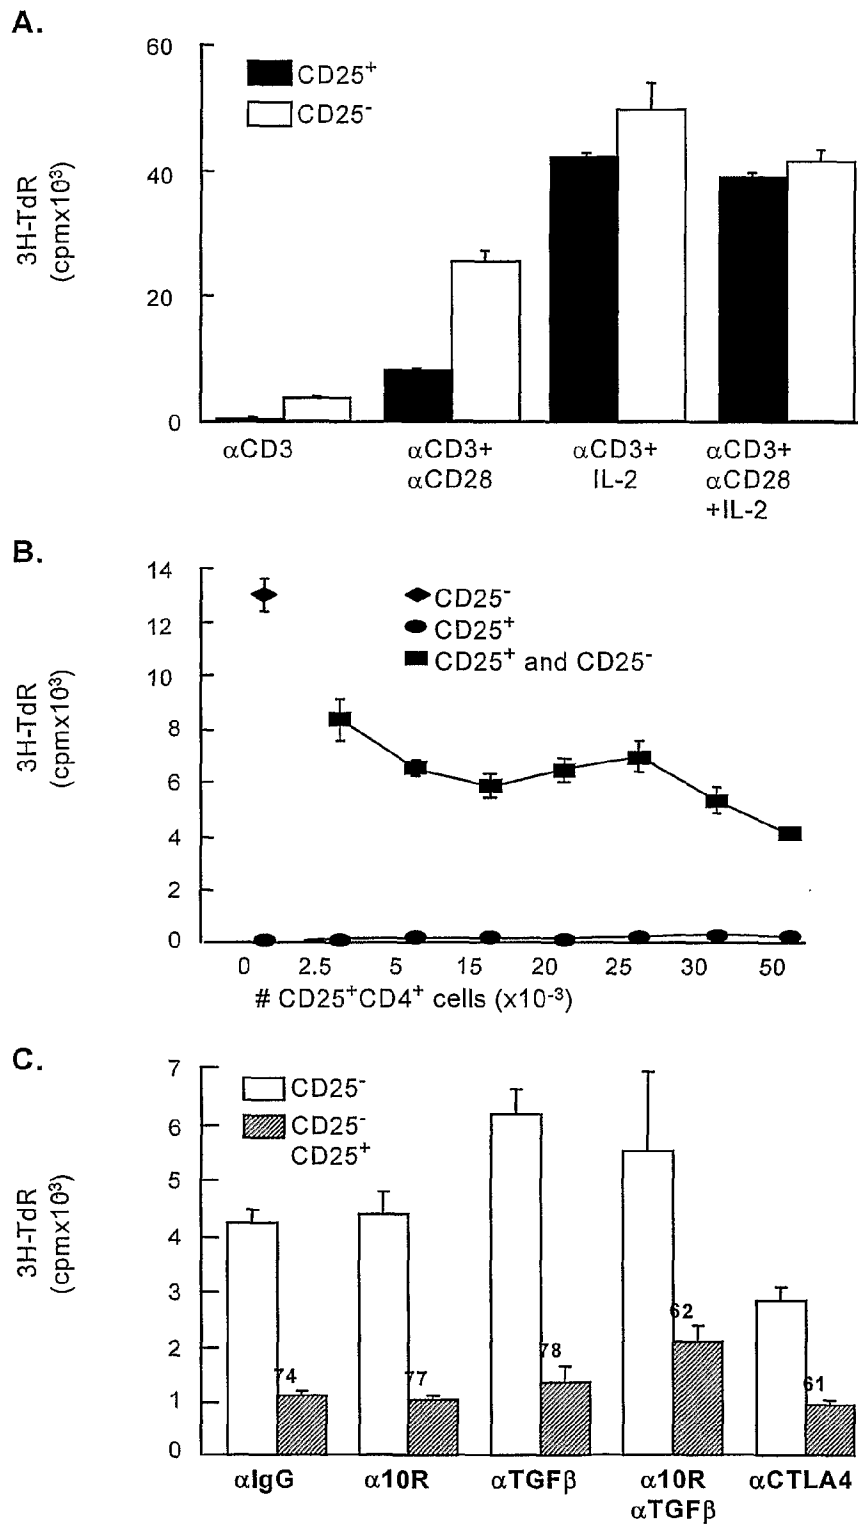 A.
60
40
20
0
3H-TdR
(cpmx10³)
CD25⁺
CD25⁻
αCD3
αCD3+
αCD28
αCD3+
IL-2
αCD3+
αCD28
+IL-2
B.
14
12
10
8
6
4
2
0
3H-TdR
(cpmx10³)
CD25⁻
CD25⁺
CD25⁺ and CD25⁻
0 2.5 5 15 20 25 30 50
# CD25⁺CD4⁺ cells (x10⁻³)
C.
7
6
5
4
3
2
1
0
3H-TdR
(cpmx10³)
CD25⁻
CD25⁻
CD25⁺
74
77
78
62
61
αIgG
α10R
αTGFβ
α10R
αTGFβ
αCTLA4